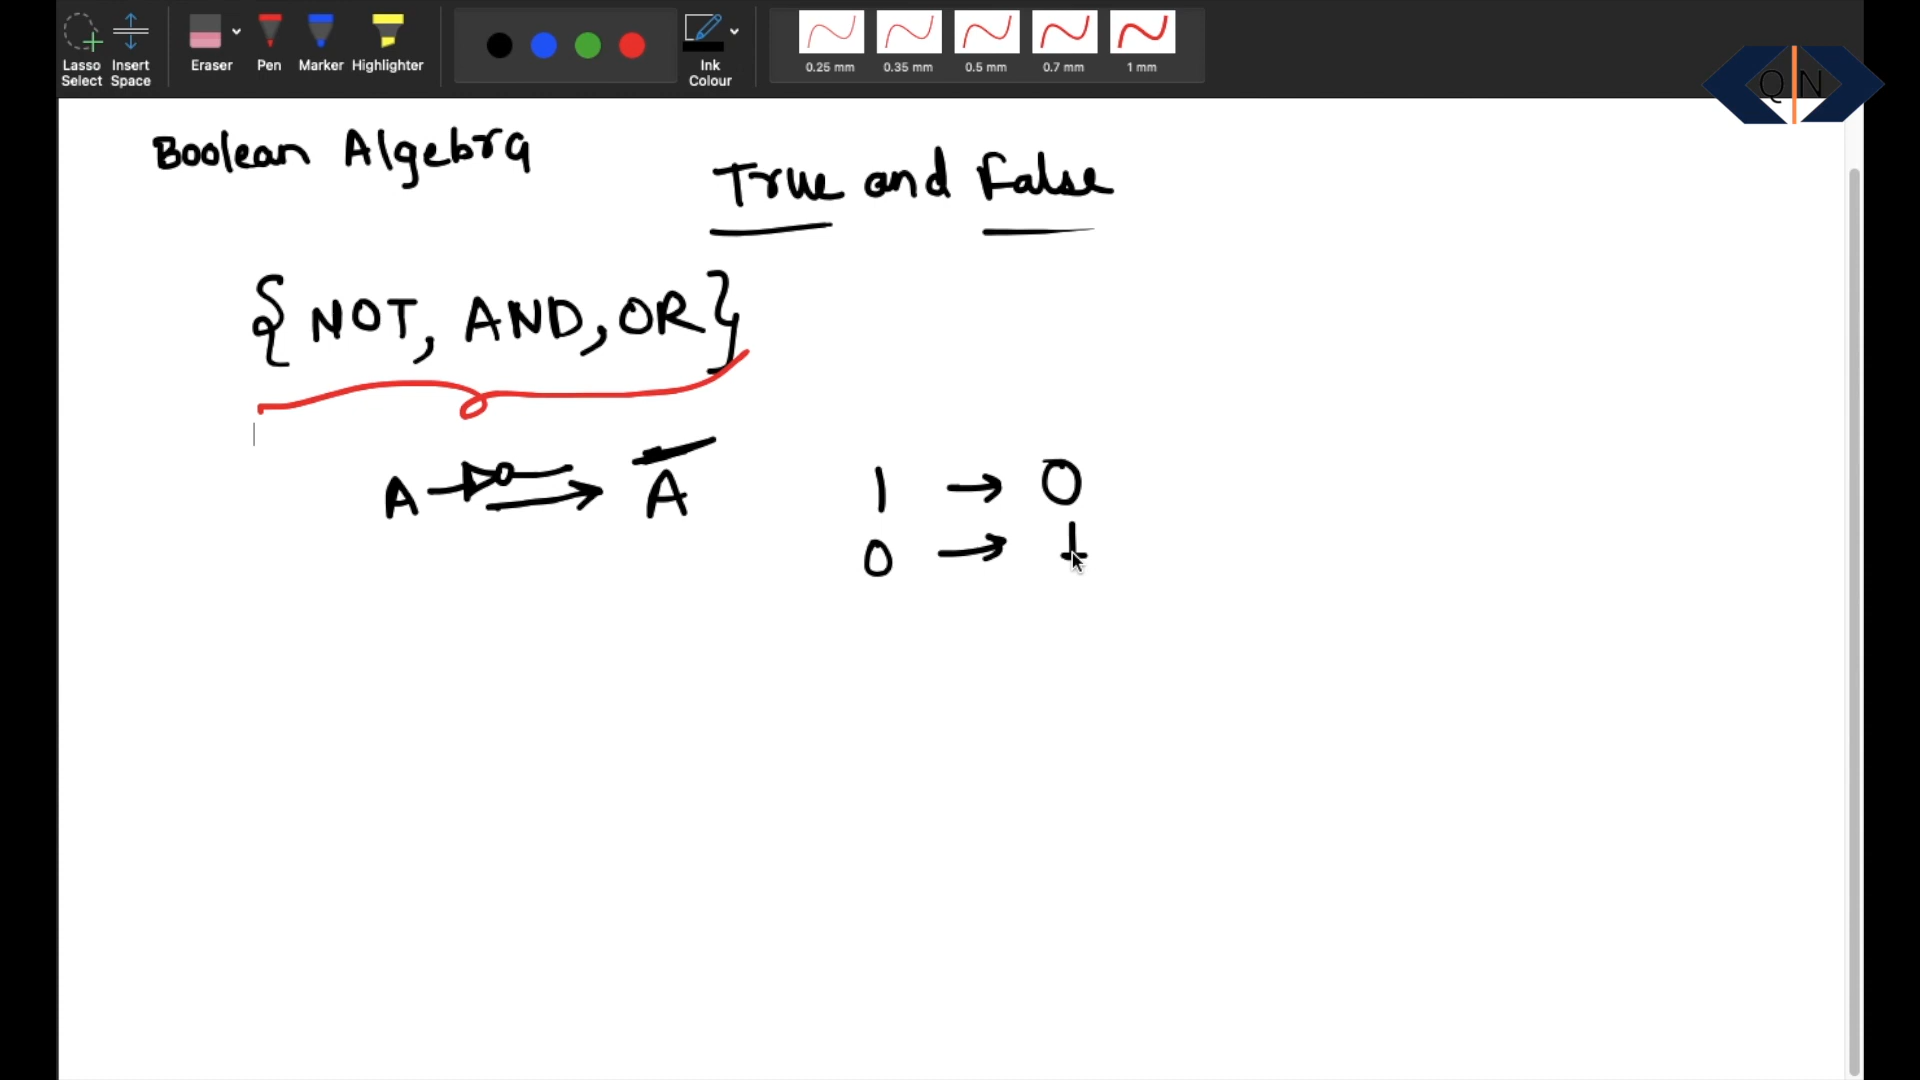 Lasso Select
Insert Space
Eraser
Pen
Marker
Highlighter
Ink Colour
0.25 mm
0.35 mm
0.5 mm
0.7 mm
1 mm
Q N
Boolean Algebra
True and False
{ NOT, AND, OR }
A → A̅
1 → 0
0 → 1